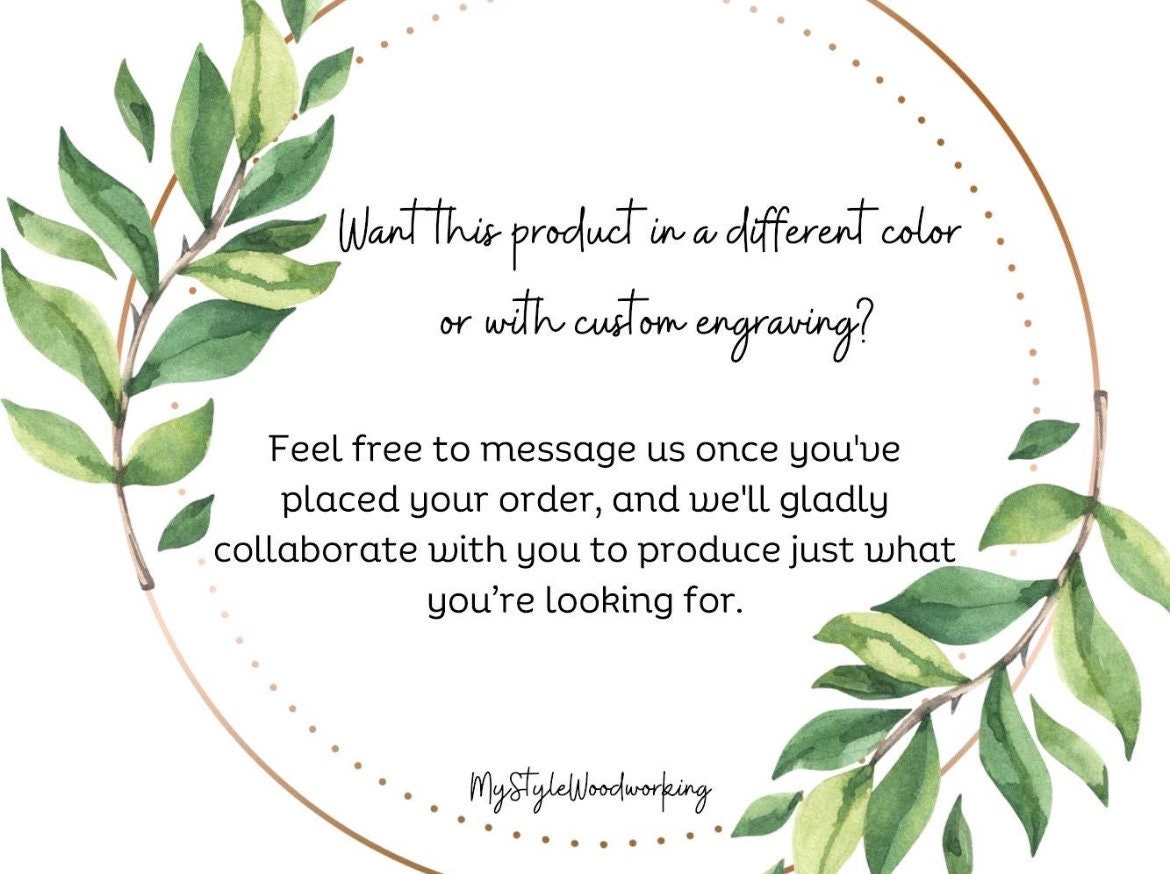 Want this product in a different color
or with custom engraving?
Feel free to message us once you've
placed your order, and we'll gladly
collaborate with you to produce just what
you’re looking for.
MyStyleWoodworking